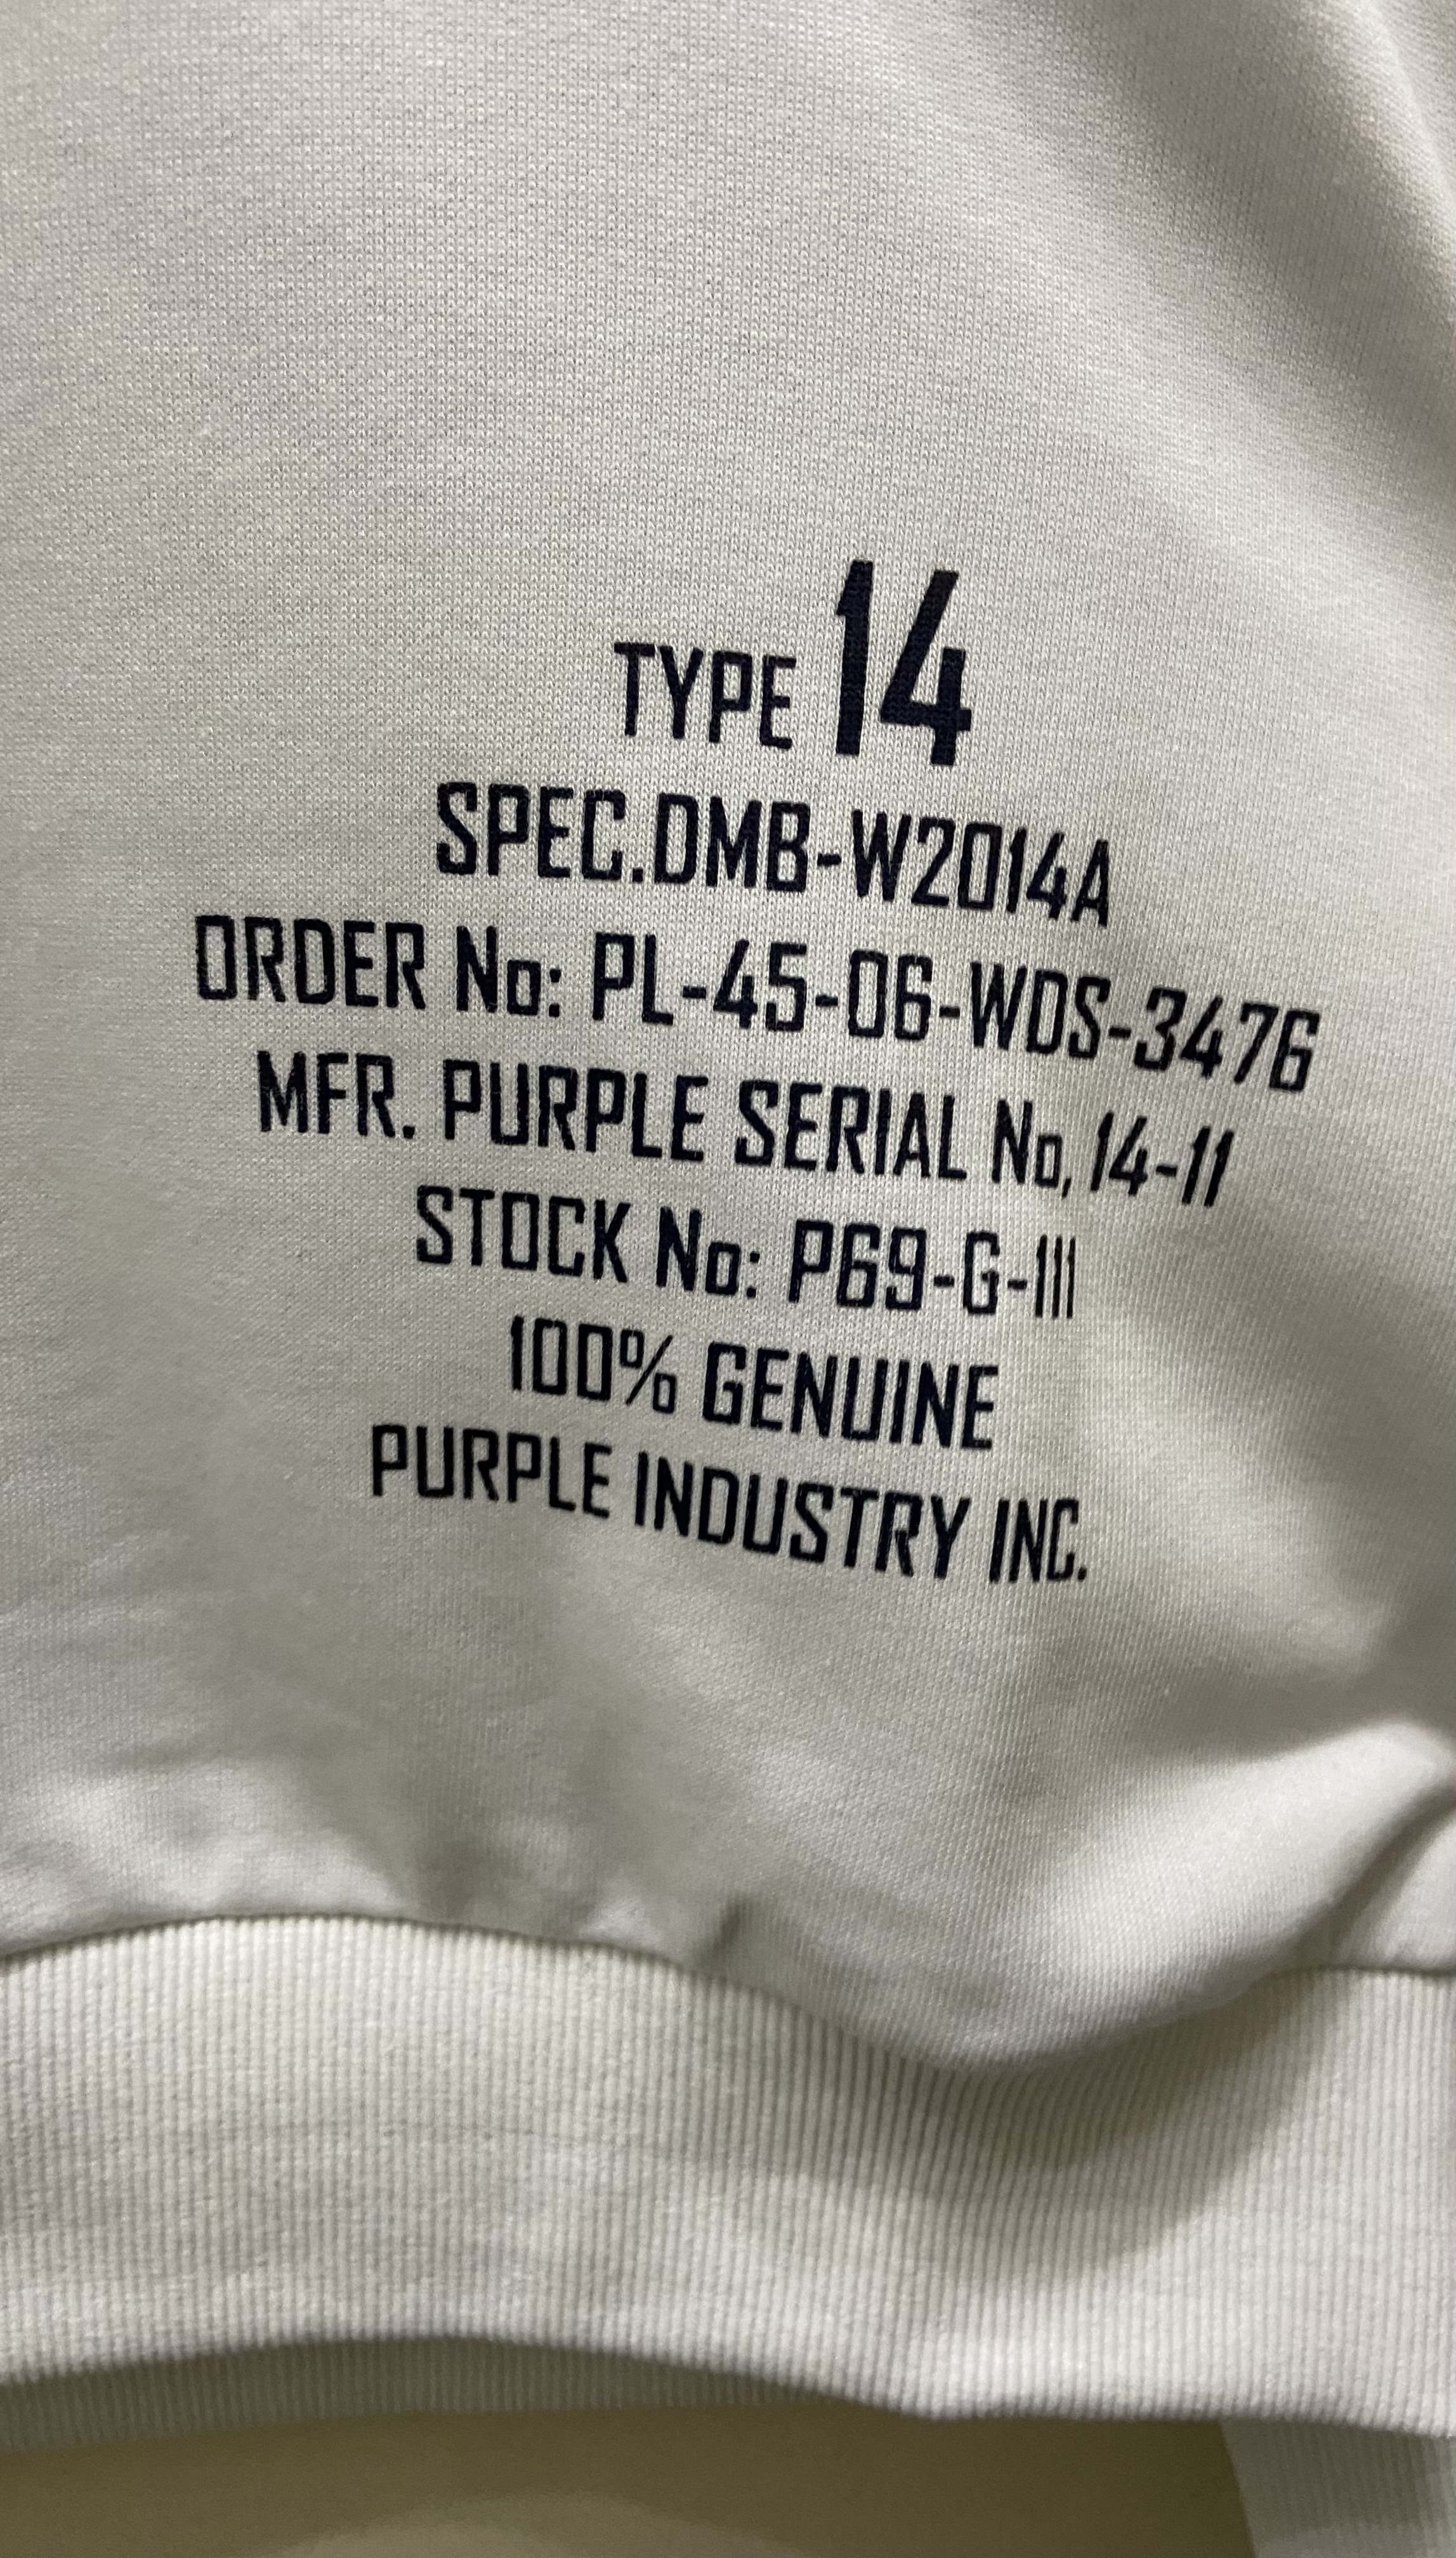 TYPE 14
SPEC.DMB-W2014A
ORDER No: PL-45-06-WDS-3476
MFR. PURPLE SERIAL No, 14-11
STOCK No: P69-G-III
100% GENUINE
PURPLE INDUSTRY INC.